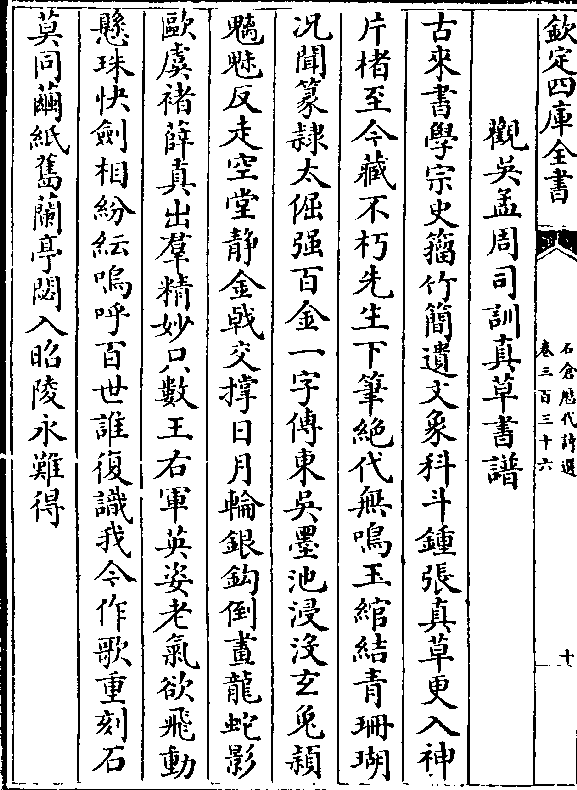 欽定四庫全書
石倉歷代詩選
卷三百三十六
十
觀吳孟周司訓真草書譜
古來書學宗史籀竹簡遺文象科斗鍾張真草更入神
片楮至今藏不朽先生下筆絶代無鳴玉綰結青珊瑚
况聞篆隷太倔强百金一字傳東吳墨池浸沒玄兎頴
魑魅反走空堂静金㦸交撑日月輪銀鈎倒畫龍蛇影
歐虞禇薛真出羣精妙只數王右軍英姿老氣欲飛動
懸珠快劍相紛紜嗚呼百世誰復識我今作歌重刻石
莫同繭紙舊蘭亭閟入昭陵永難得